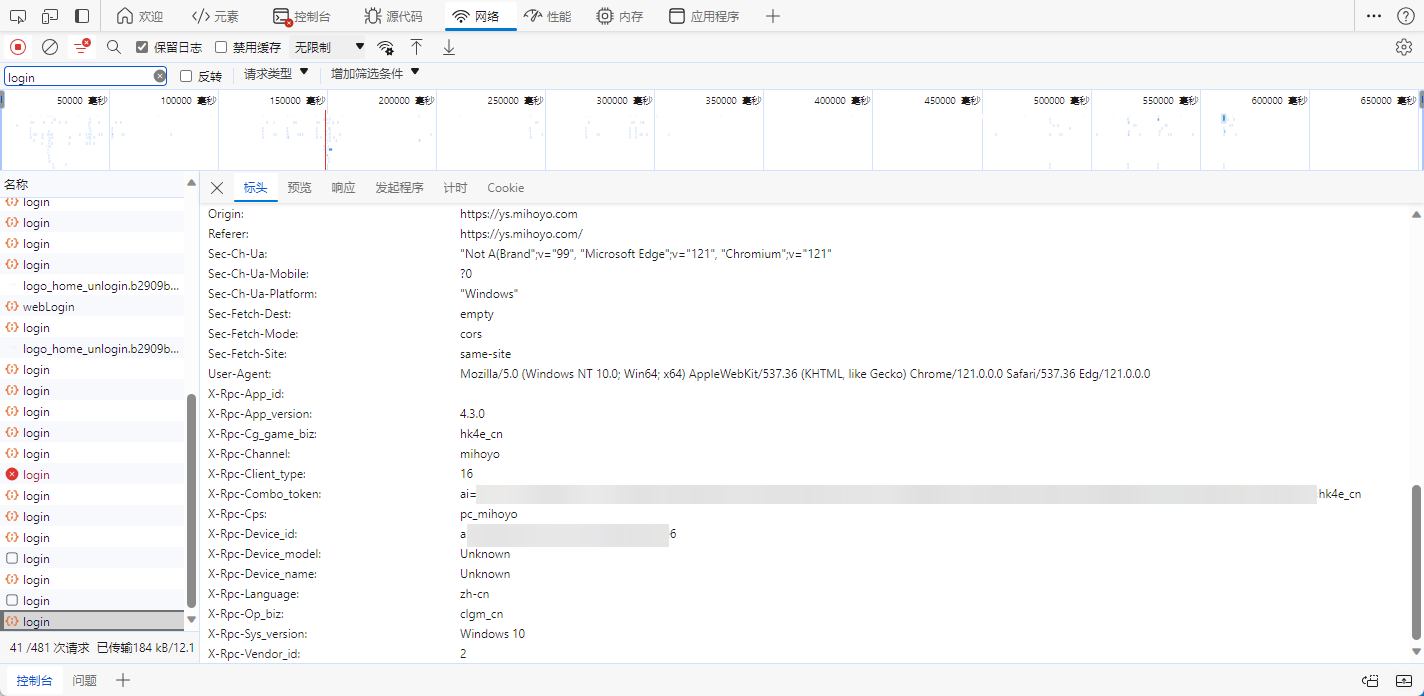 欢迎 元素 控制台 源代码 网络 性能 内存 应用程序
保留日志 禁用缓存 无限制
login 反转 请求类型 增加筛选条件
50000 毫秒 100000 毫秒 150000 毫秒 200000 毫秒 250000 毫秒 300000 毫秒 350000 毫秒 400000 毫秒 450000 毫秒 500000 毫秒 550000 毫秒 600000 毫秒 650000 毫秒
名称
login
login
login
login
logo_home_unlogin.b2909b...
webLogin
login
logo_home_unlogin.b2909b...
login
login
login
login
login
login
login
login
login
login
login
login
login
41 /481 次请求 已传输184 kB/12.1
标头 预览 响应 发起程序 计时 Cookie
Origin: https://ys.mihoyo.com
Referer: https://ys.mihoyo.com/
Sec-Ch-Ua: "Not A(Brand";v="99", "Microsoft Edge";v="121", "Chromium";v="121"
Sec-Ch-Ua-Mobile: ?0
Sec-Ch-Ua-Platform: "Windows"
Sec-Fetch-Dest: empty
Sec-Fetch-Mode: cors
Sec-Fetch-Site: same-site
User-Agent: Mozilla/5.0 (Windows NT 10.0; Win64; x64) AppleWebKit/537.36 (KHTML, like Gecko) Chrome/121.0.0.0 Safari/537.36 Edg/121.0.0.0
X-Rpc-App_id:
X-Rpc-App_version: 4.3.0
X-Rpc-Cg_game_biz: hk4e_cn
X-Rpc-Channel: mihoyo
X-Rpc-Client_type: 16
X-Rpc-Combo_token: ai= hk4e_cn
X-Rpc-Cps: pc_mihoyo
X-Rpc-Device_id: a 6
X-Rpc-Device_model: Unknown
X-Rpc-Device_name: Unknown
X-Rpc-Language: zh-cn
X-Rpc-Op_biz: clgm_cn
X-Rpc-Sys_version: Windows 10
X-Rpc-Vendor_id: 2
控制台 问题